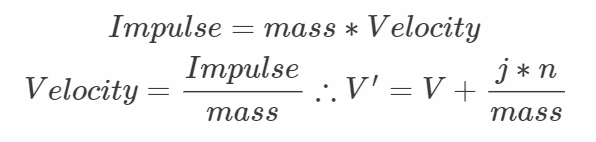 Impulse = mass * Velocity
Velocity = Impulse / mass ∴ V' = V + j * n / mass